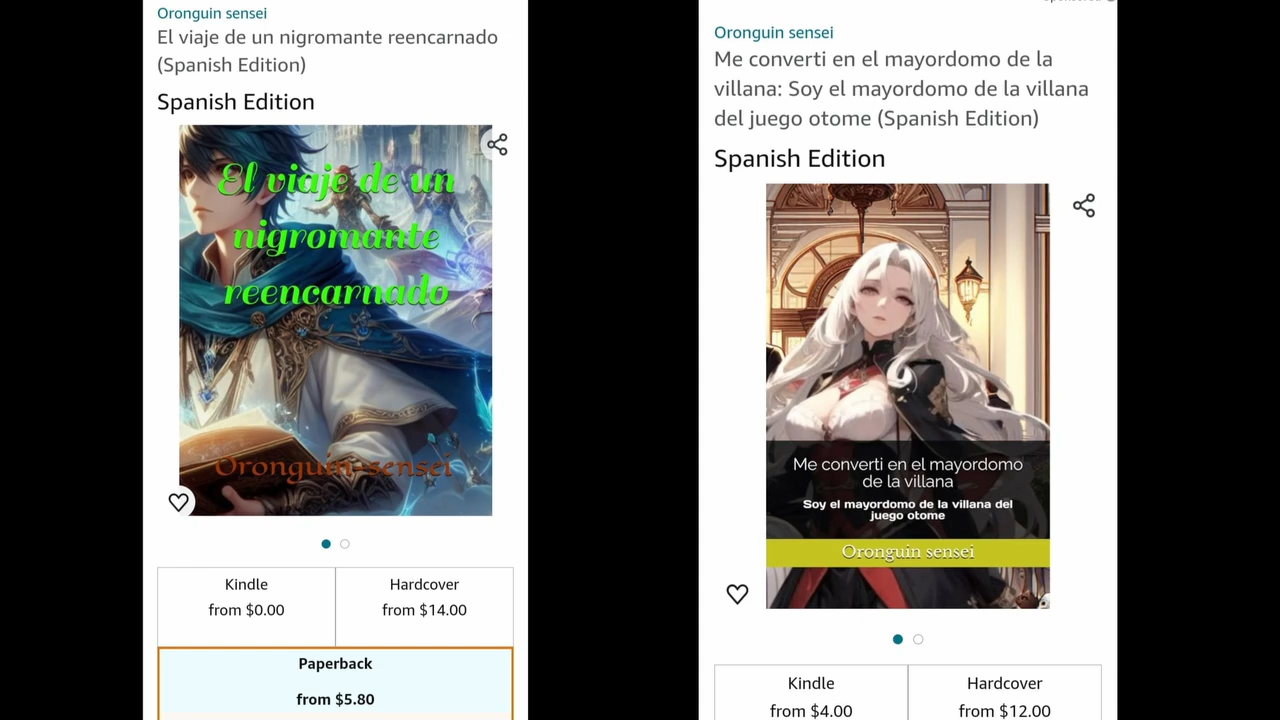 Oronguin sensei
El viaje de un nigromante reencarnado
(Spanish Edition)
Spanish Edition
El viaje de un
nigromante
reencarnado
Oronguin-sensei
Kindle
from $0.00
Hardcover
from $14.00
Paperback
from $5.80
Oronguin sensei
Me converti en el mayordomo de la
villana: Soy el mayordomo de la villana
del juego otome (Spanish Edition)
Spanish Edition
Me converti en el mayordomo
de la villana
Soy el mayordomo de la villana del
juego otome
Oronguin sensei
Kindle
from $4.00
Hardcover
from $12.00